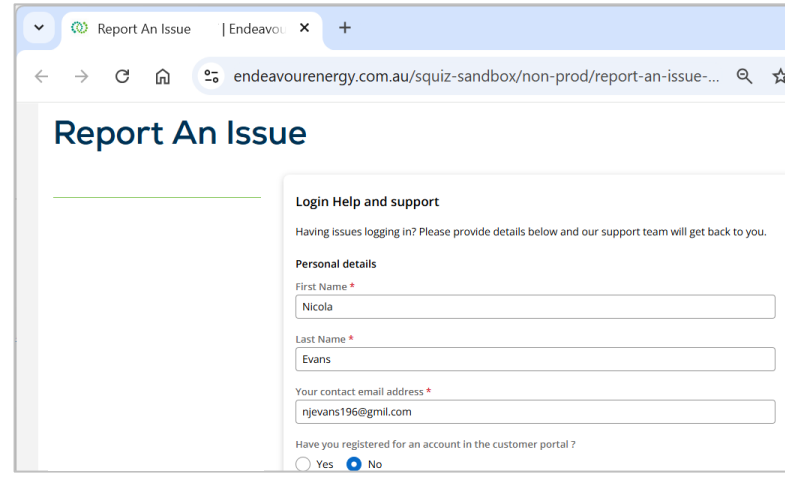 Report An Issue | Endeavou
endeavourenergy.com.au/squiz-sandbox/non-prod/report-an-issue-...
Report An Issue
Login Help and support
Having issues logging in? Please provide details below and our support team will get back to you.
Personal details
First Name *
Nicola
Last Name *
Evans
Your contact email address *
njevans196@gmil.com
Have you registered for an account in the customer portal ?
Yes No